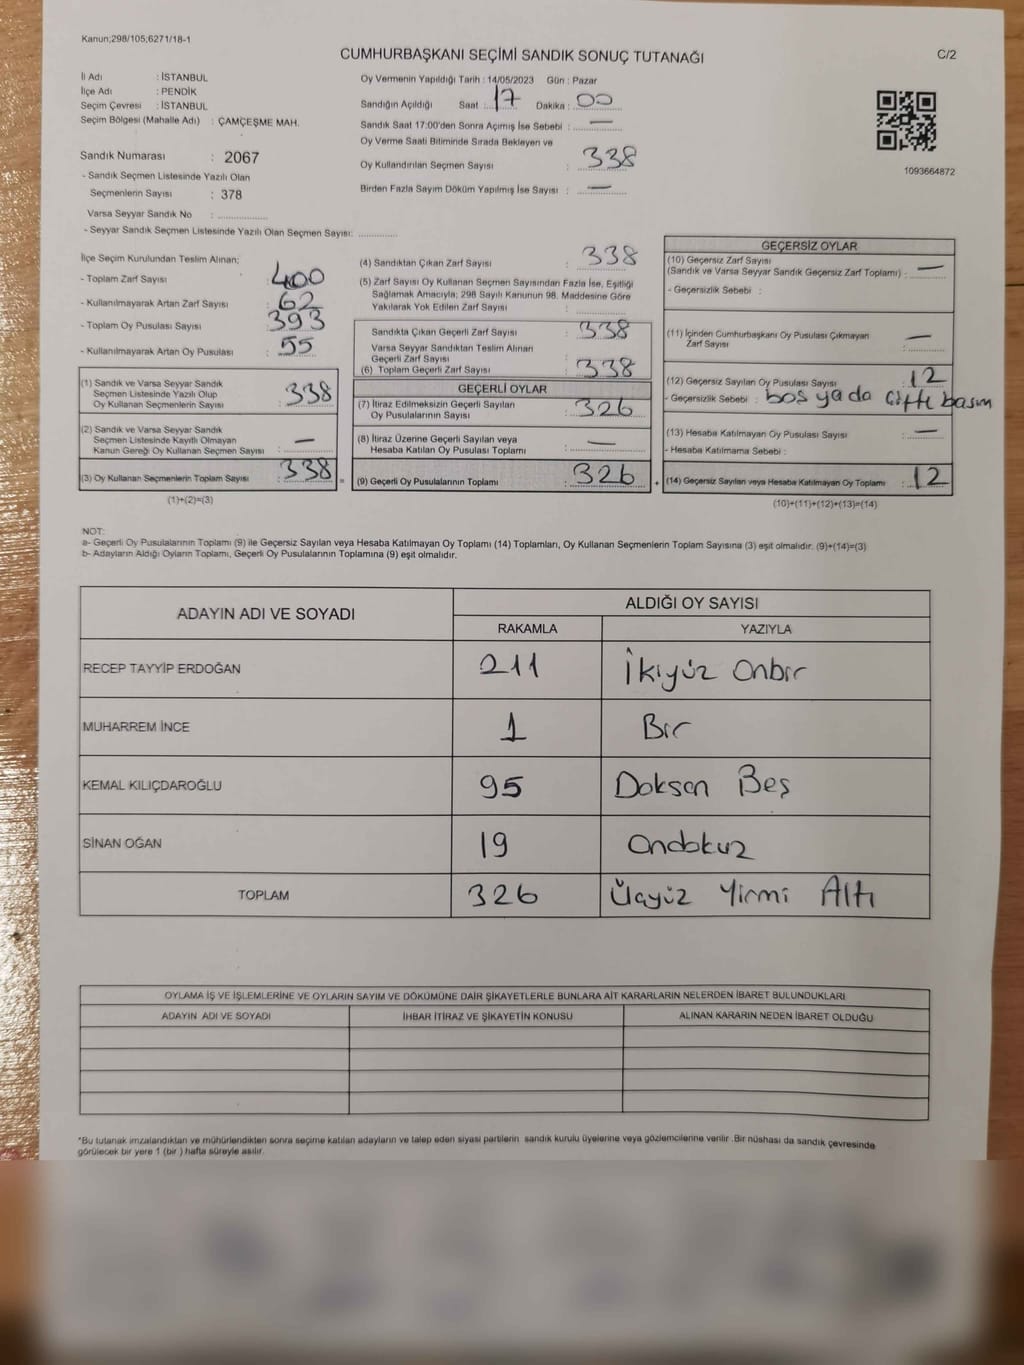 Kanun;298/105;6271/18-1
CUMHURBAŞKANI SEÇİMİ SANDIK SONUÇ TUTANAĞI
C/2
İl Adı : İSTANBUL
İlçe Adı : PENDİK
Seçim Çevresi : İSTANBUL
Seçim Bölgesi (Mahalle Adı) : ÇAMÇEŞME MAH.
Sandık Numarası : 2067
- Sandık Seçmen Listesinde Yazılı Olan
Seçmenlerin Sayısı : 378
Varsa Seyyar Sandık No : ..............
- Seyyar Sandık Seçmen Listesinde Yazılı Olan Seçmen Sayısı: ..............
Oy Vermenin Yapıldığı Tarih : 14/05/2023 Gün : Pazar
Sandığın Açıldığı Saat : 17 Dakika : 00
Sandık Saat 17:00'den Sonra Açılmış İse Sebebi : —
Oy Verme Saati Bitiminde Sırada Bekleyen ve
Oy Kullandırılan Seçmen Sayısı : 338
Birden Fazla Sayım Döküm Yapılmış İse Sayısı : —
1093664872
İlçe Seçim Kurulundan Teslim Alınan;
- Toplam Zarf Sayısı : 400
- Kullanılmayarak Artan Zarf Sayısı : 62
- Toplam Oy Pusulası Sayısı : 393
- Kullanılmayarak Artan Oy Pusulası : 55
(1) Sandık ve Varsa Seyyar Sandık
Seçmen Listesinde Yazılı Olup
Oy Kullanan Seçmenlerin Sayısı : 338
(2) Sandık ve Varsa Seyyar Sandık
Seçmen Listesinde Kayıtlı Olmayan
Kanun Gereği Oy Kullanan Seçmen Sayısı : —
(3) Oy Kullanan Seçmenlerin Toplam Sayısı : 338
(1)+(2)=(3)
(4) Sandıktan Çıkan Zarf Sayısı : 338
(5) Zarf Sayısı Oy Kullanan Seçmen Sayısından Fazla İse, Eşitliği
Sağlamak Amacıyla; 298 Sayılı Kanunun 98. Maddesine Göre
Yakılarak Yok Edilen Zarf Sayısı : ..............
Sandıkta Çıkan Geçerli Zarf Sayısı : 338
Varsa Seyyar Sandıktan Teslim Alınan
Geçerli Zarf Sayısı :
(6) Toplam Geçerli Zarf Sayısı : 338
GEÇERLİ OYLAR
(7) İtiraz Edilmeksizin Geçerli Sayılan
Oy Pusulalarının Sayısı : 326
(8) İtiraz Üzerine Geçerli Sayılan veya
Hesaba Katılan Oy Pusulası Toplamı : —
(9) Geçerli Oy Pusulalarının Toplamı : 326
GEÇERSİZ OYLAR
(10) Geçersiz Zarf Sayısı
(Sandık ve Varsa Seyyar Sandık Geçersiz Zarf Toplamı) : —
- Geçersizlik Sebebi :
(11) İçinden Cumhurbaşkanı Oy Pusulası Çıkmayan
Zarf Sayısı : —
(12) Geçersiz Sayılan Oy Pusulası Sayısı : 12
- Geçersizlik Sebebi : boş yada çift basım
(13) Hesaba Katılmayan Oy Pusulası Sayısı : —
- Hesaba Katılmama Sebebi :
(14) Geçersiz Sayılan veya Hesaba Katılmayan Oy Toplamı : 12
(10)+(11)+(12)+(13)=(14)
NOT:
a- Geçerli Oy Pusulalarının Toplamı (9) ile Geçersiz Sayılan veya Hesaba Katılmayan Oy Toplamı (14) Toplamları, Oy Kullanan Seçmenlerin Toplam Sayısına (3) eşit olmalıdır. (9)+(14)=(3)
b- Adayların Aldığı Oyların Toplamı, Geçerli Oy Pusulalarının Toplamına (9) eşit olmalıdır.
ADAYIN ADI VE SOYADI ALDIĞI OY SAYISI
RAKAMLA YAZIYLA
RECEP TAYYİP ERDOĞAN 211 İkiyüz Onbir
MUHARREM İNCE 1 Bir
KEMAL KILIÇDAROĞLU 95 Doksan Beş
SİNAN OĞAN 19 Ondokuz
TOPLAM 326 Üçyüz Yirmi Altı
OYLAMA İŞ VE İŞLEMLERİNE VE OYLARIN SAYIM VE DÖKÜMÜNE DAİR ŞİKAYETLERLE BUNLARA AİT KARARLARIN NELERDEN İBARET BULUNDUKLARI
ADAYIN ADI VE SOYADI İHBAR İTİRAZ VE ŞİKAYETİN KONUSU ALINAN KARARIN NEDEN İBARET OLDUĞU
*Bu tutanak imzalandıktan ve mühürlendikten sonra seçime katılan adayların ve talep eden siyasi partilerin sandık kurulu üyelerine veya gözlemcilerine verilir .Bir nüshası da sandık çevresinde
görülecek bir yere 1 (bir ) hafta süreyle asılır.